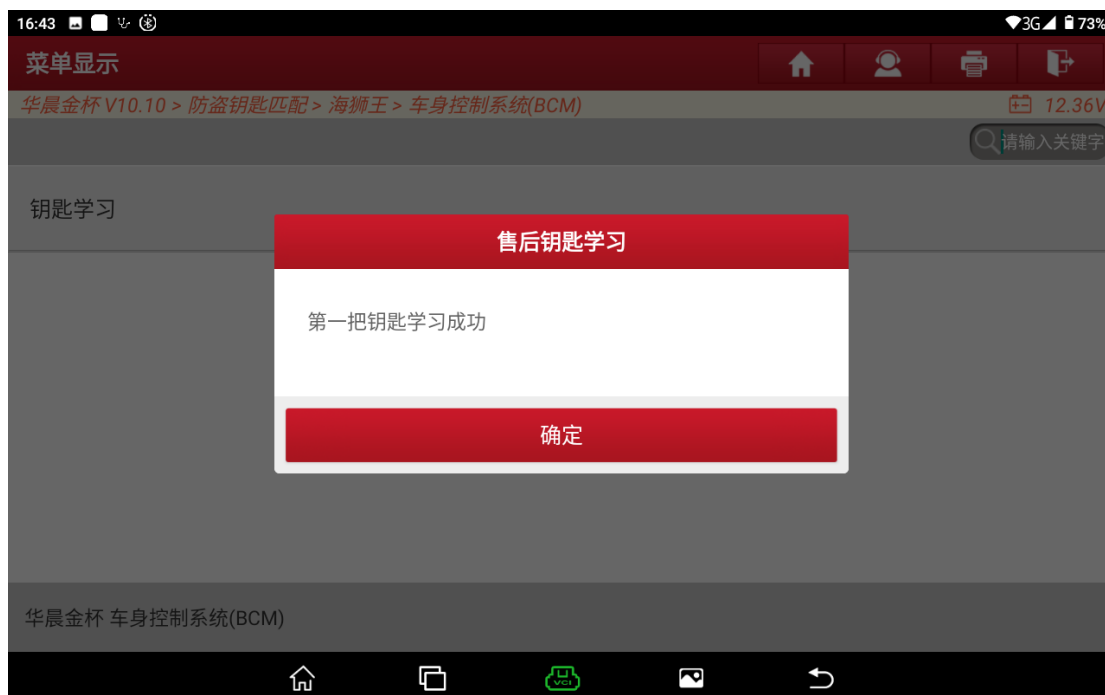 16:43 3G 73%
菜单显示
华晨金杯 V10.10 > 防盗钥匙匹配 > 海狮王 > 车身控制系统(BCM) 12.36V
请输入关键字
钥匙学习
售后钥匙学习
第一把钥匙学习成功
确定
华晨金杯 车身控制系统(BCM)
VCI